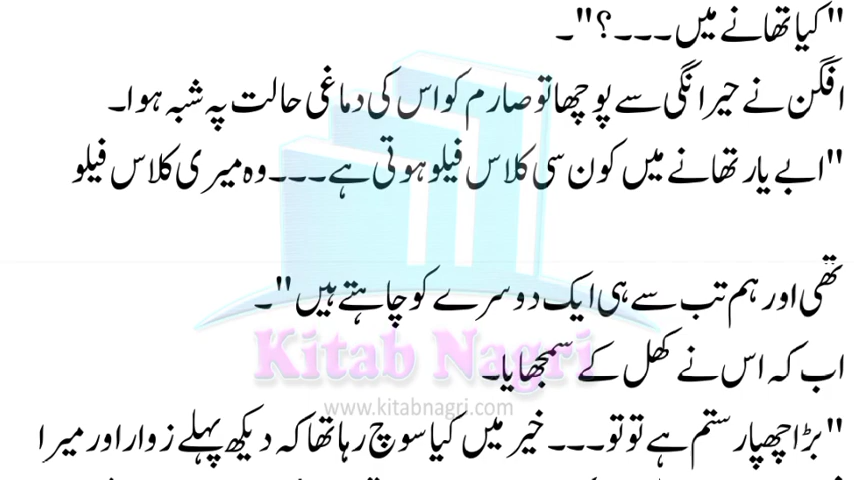 "کیا تھانے میں۔۔۔؟"۔
افگن نے حیرانگی سے پوچھا تو صارم کو اس کی دماغی حالت پہ شبہ ہوا۔
"ابے یار تھانے میں کون سی کلاس فیلو ہوتی ہے۔۔۔ وہ میری کلاس فیلو
تھی اور ہم تب سے ہی ایک دوسرے کو چاہتے ہیں"۔
اب کہ اس نے کھل کے سمجھایا۔
Kitab Nagri
www.kitabnagri.com
"بڑا چھپا رستم ہے تو تو۔۔۔ خیر میں کیا سوچ رہا تھا کہ دیکھ پہلے زوار اور میرا